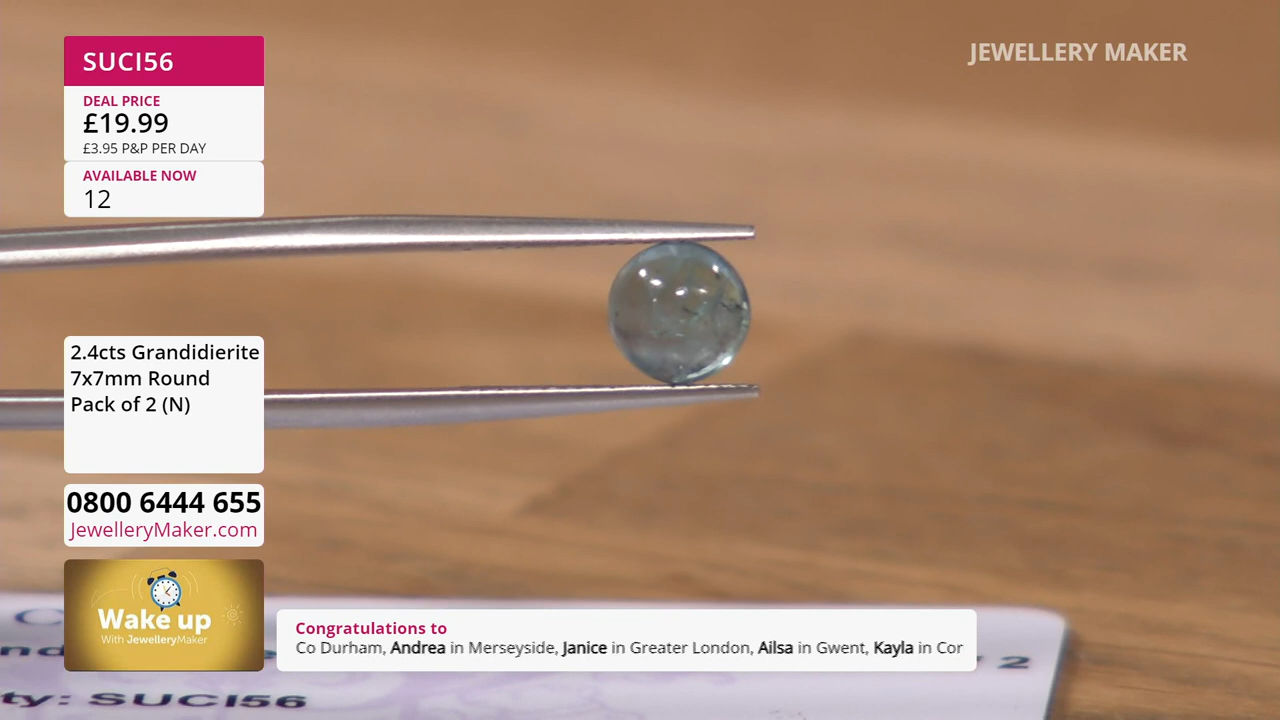 SUCI56
JEWELLERY MAKER
DEAL PRICE
£19.99
£3.95 P&P PER DAY
AVAILABLE NOW
12
2.4cts Grandidierite
7x7mm Round
Pack of 2 (N)
0800 6444 655
JewelleryMaker.com
Wake up
With JewelleryMaker
Congratulations to
Co Durham, Andrea in Merseyside, Janice in Greater London, Ailsa in Gwent, Kayla in Cor
2
ty: SUCI56